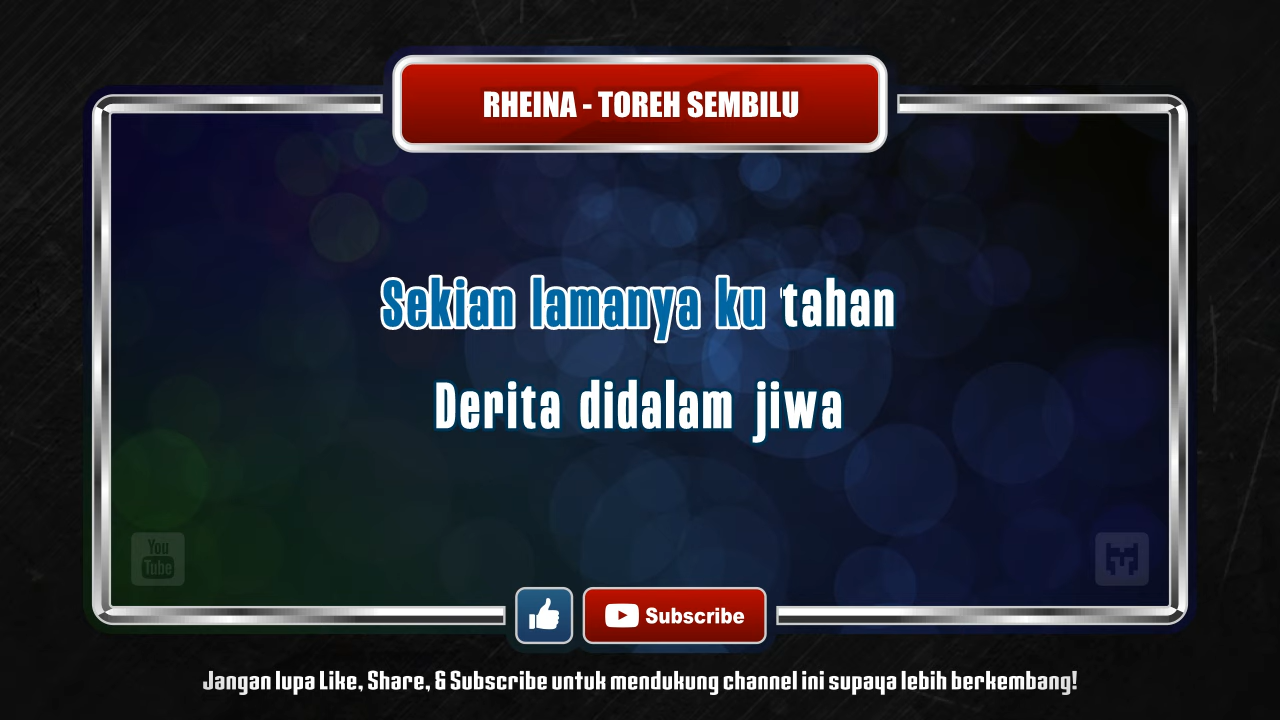 RHEINA - TOREH SEMBILU
Sekian lamanya ku tahan
Derita didalam jiwa
You
Tube
Subscribe
Jangan lupa Like, Share, & Subscribe untuk mendukung channel ini supaya lebih berkembang!